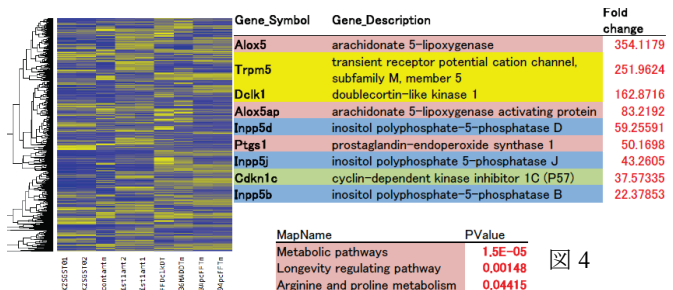 Gene_Symbol Gene_Description Fold change
Alox5 arachidonate 5-lipoxygenase 354.1179
Trpm5 transient receptor potential cation channel, subfamily M, member 5 251.9624
Dclk1 doublecortin-like kinase 1 162.8716
Alox5ap arachidonate 5-lipoxygenase activating protein 83.2192
Inpp5d inositol polyphosphate-5-phosphatase D 59.25591
Ptgs1 prostaglandin-endoperoxide synthase 1 50.1698
Inpp5j inositol polyphosphate 5-phosphatase J 43.2605
Cdkn1c cyclin-dependent kinase inhibitor 1C (P57) 37.57335
Inpp5b inositol polyphosphate-5-phosphatase B 22.37853
MapName PValue
Metabolic pathways 1.5E-05
Longevity regulating pathway 0.00148
Arginine and proline metabolism 0.04415
図 4